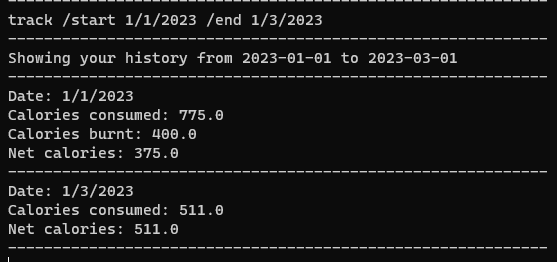 track /start 1/1/2023 /end 1/3/2023
------------------------------------------------------------
Showing your history from 2023-01-01 to 2023-03-01
------------------------------------------------------------
Date: 1/1/2023
Calories consumed: 775.0
Calories burnt: 400.0
Net calories: 375.0
------------------------------------------------------------
Date: 1/3/2023
Calories consumed: 511.0
Net calories: 511.0
------------------------------------------------------------